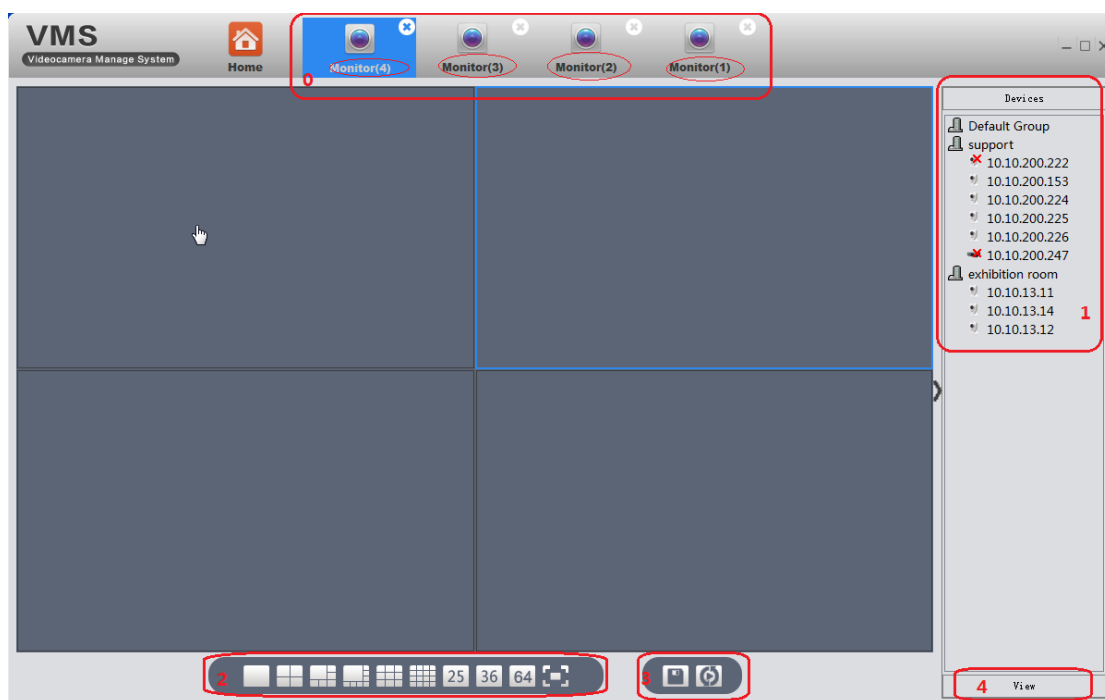 VMS
Videocamera Manage System
Home
Monitor(4)
Monitor(3)
Monitor(2)
Monitor(1)
0
Devices
Default Group
support
10.10.200.222
10.10.200.153
10.10.200.224
10.10.200.225
10.10.200.226
10.10.200.247
exhibition room
10.10.13.11
10.10.13.14
10.10.13.12
1
2
25
36
64
3
4
View